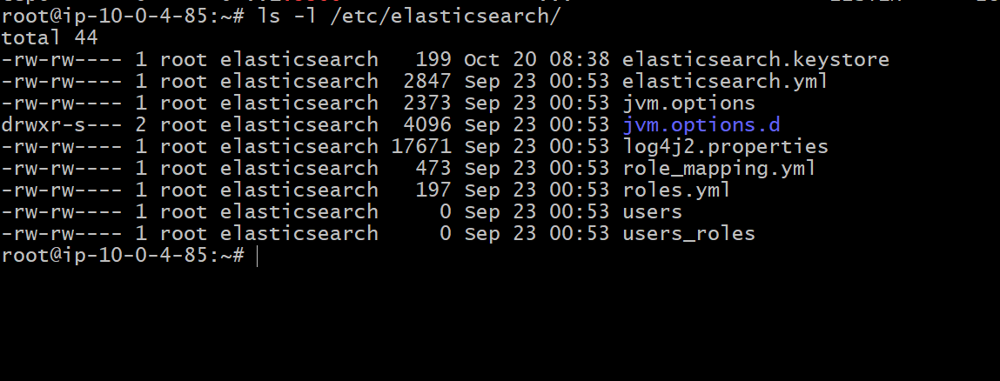 root@ip-10-0-4-85:~# ls -l /etc/elasticsearch/
total 44
-rw-rw---- 1 root elasticsearch   199 Oct 20 08:38 elasticsearch.keystore
-rw-rw---- 1 root elasticsearch  2847 Sep 23 00:53 elasticsearch.yml
-rw-rw---- 1 root elasticsearch  2373 Sep 23 00:53 jvm.options
drwxr-s--- 2 root elasticsearch  4096 Sep 23 00:53 jvm.options.d
-rw-rw---- 1 root elasticsearch 17671 Sep 23 00:53 log4j2.properties
-rw-rw---- 1 root elasticsearch   473 Sep 23 00:53 role_mapping.yml
-rw-rw---- 1 root elasticsearch   197 Sep 23 00:53 roles.yml
-rw-rw---- 1 root elasticsearch     0 Sep 23 00:53 users
-rw-rw---- 1 root elasticsearch     0 Sep 23 00:53 users_roles
root@ip-10-0-4-85:~#